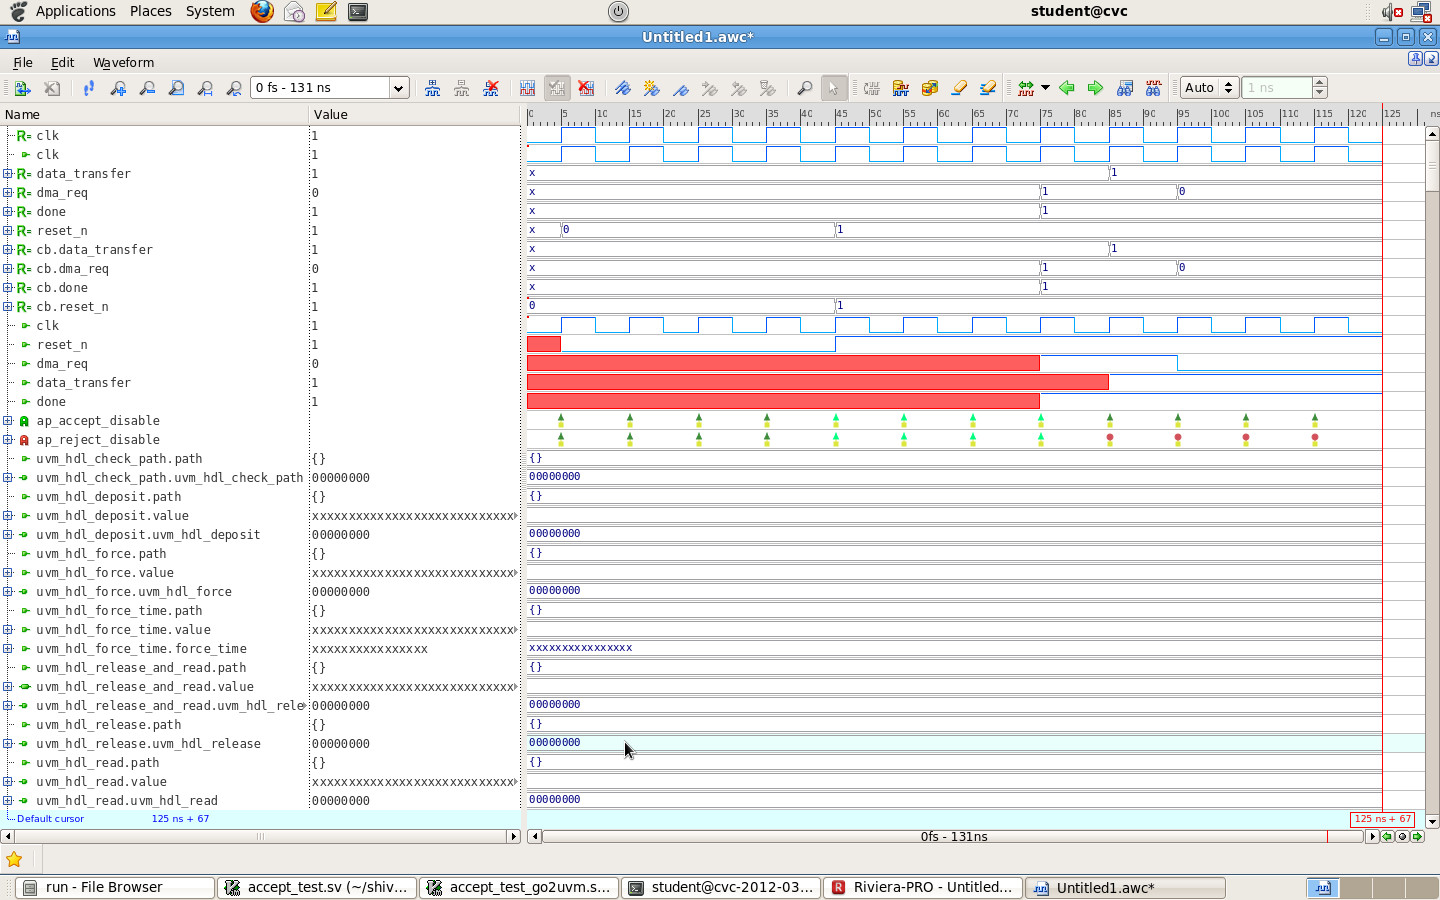 Applications Places System student@cvc
Untitled1.awc*
File Edit Waveform
0 fs - 131 ns Auto 1 ns
Name Value 0 5 10 15 20 25 30 35 40 45 50 55 60 65 70 75 80 85 90 95 100 105 110 115 120 125 ns
R= clk 1
clk 1
R= data_transfer 1 x 1
R= dma_req 0 x 1 0
R= done 1 x 1
R= reset_n 1 x 0 1
R= cb.data_transfer 1 x 1
R= cb.dma_req 0 x 1 0
R= cb.done 1 x 1
R= cb.reset_n 1 0 1
clk 1
reset_n 1
dma_req 0
data_transfer 1
done 1
ap_accept_disable
ap_reject_disable
uvm_hdl_check_path.path {} {}
uvm_hdl_check_path.uvm_hdl_check_path 00000000 00000000
uvm_hdl_deposit.path {} {}
uvm_hdl_deposit.value xxxxxxxxxxxxxxxxxxxxxxxxxxxx
uvm_hdl_deposit.uvm_hdl_deposit 00000000 00000000
uvm_hdl_force.path {} {}
uvm_hdl_force.value xxxxxxxxxxxxxxxxxxxxxxxxxxxx
uvm_hdl_force.uvm_hdl_force 00000000 00000000
uvm_hdl_force_time.path {} {}
uvm_hdl_force_time.value xxxxxxxxxxxxxxxxxxxxxxxxxxxx
uvm_hdl_force_time.force_time xxxxxxxxxxxxxxxx xxxxxxxxxxxxxxxx
uvm_hdl_release_and_read.path {} {}
uvm_hdl_release_and_read.value xxxxxxxxxxxxxxxxxxxxxxxxxxxx
uvm_hdl_release_and_read.uvm_hdl_rele 00000000 00000000
uvm_hdl_release.path {} {}
uvm_hdl_release.uvm_hdl_release 00000000 00000000
uvm_hdl_read.path {} {}
uvm_hdl_read.value xxxxxxxxxxxxxxxxxxxxxxxxxxxx
uvm_hdl_read.uvm_hdl_read 00000000 00000000
Default cursor 125 ns + 67 125 ns + 67
0fs - 131ns
run - File Browser accept_test.sv (~/shiv... accept_test_go2uvm.s... student@cvc-2012-03... Riviera-PRO - Untitled... Untitled1.awc*